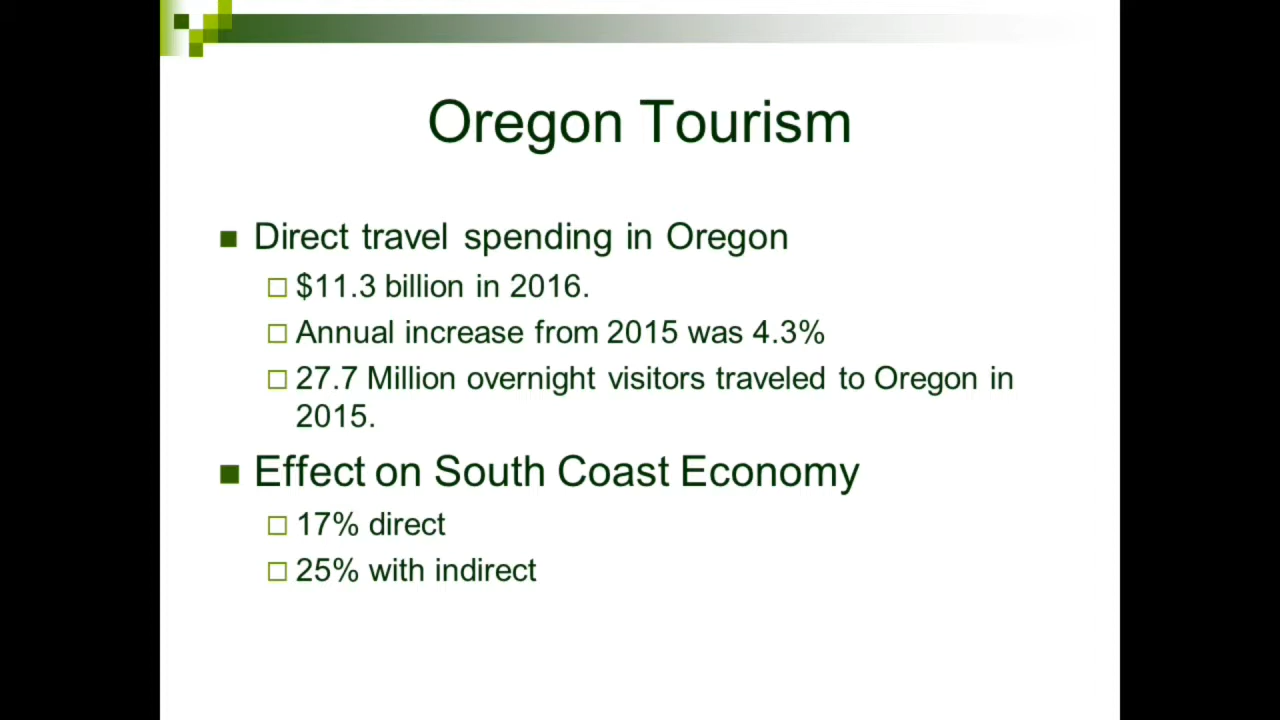 Oregon Tourism
Direct travel spending in Oregon
$11.3 billion in 2016.
Annual increase from 2015 was 4.3%
27.7 Million overnight visitors traveled to Oregon in
2015.
Effect on South Coast Economy
17% direct
25% with indirect